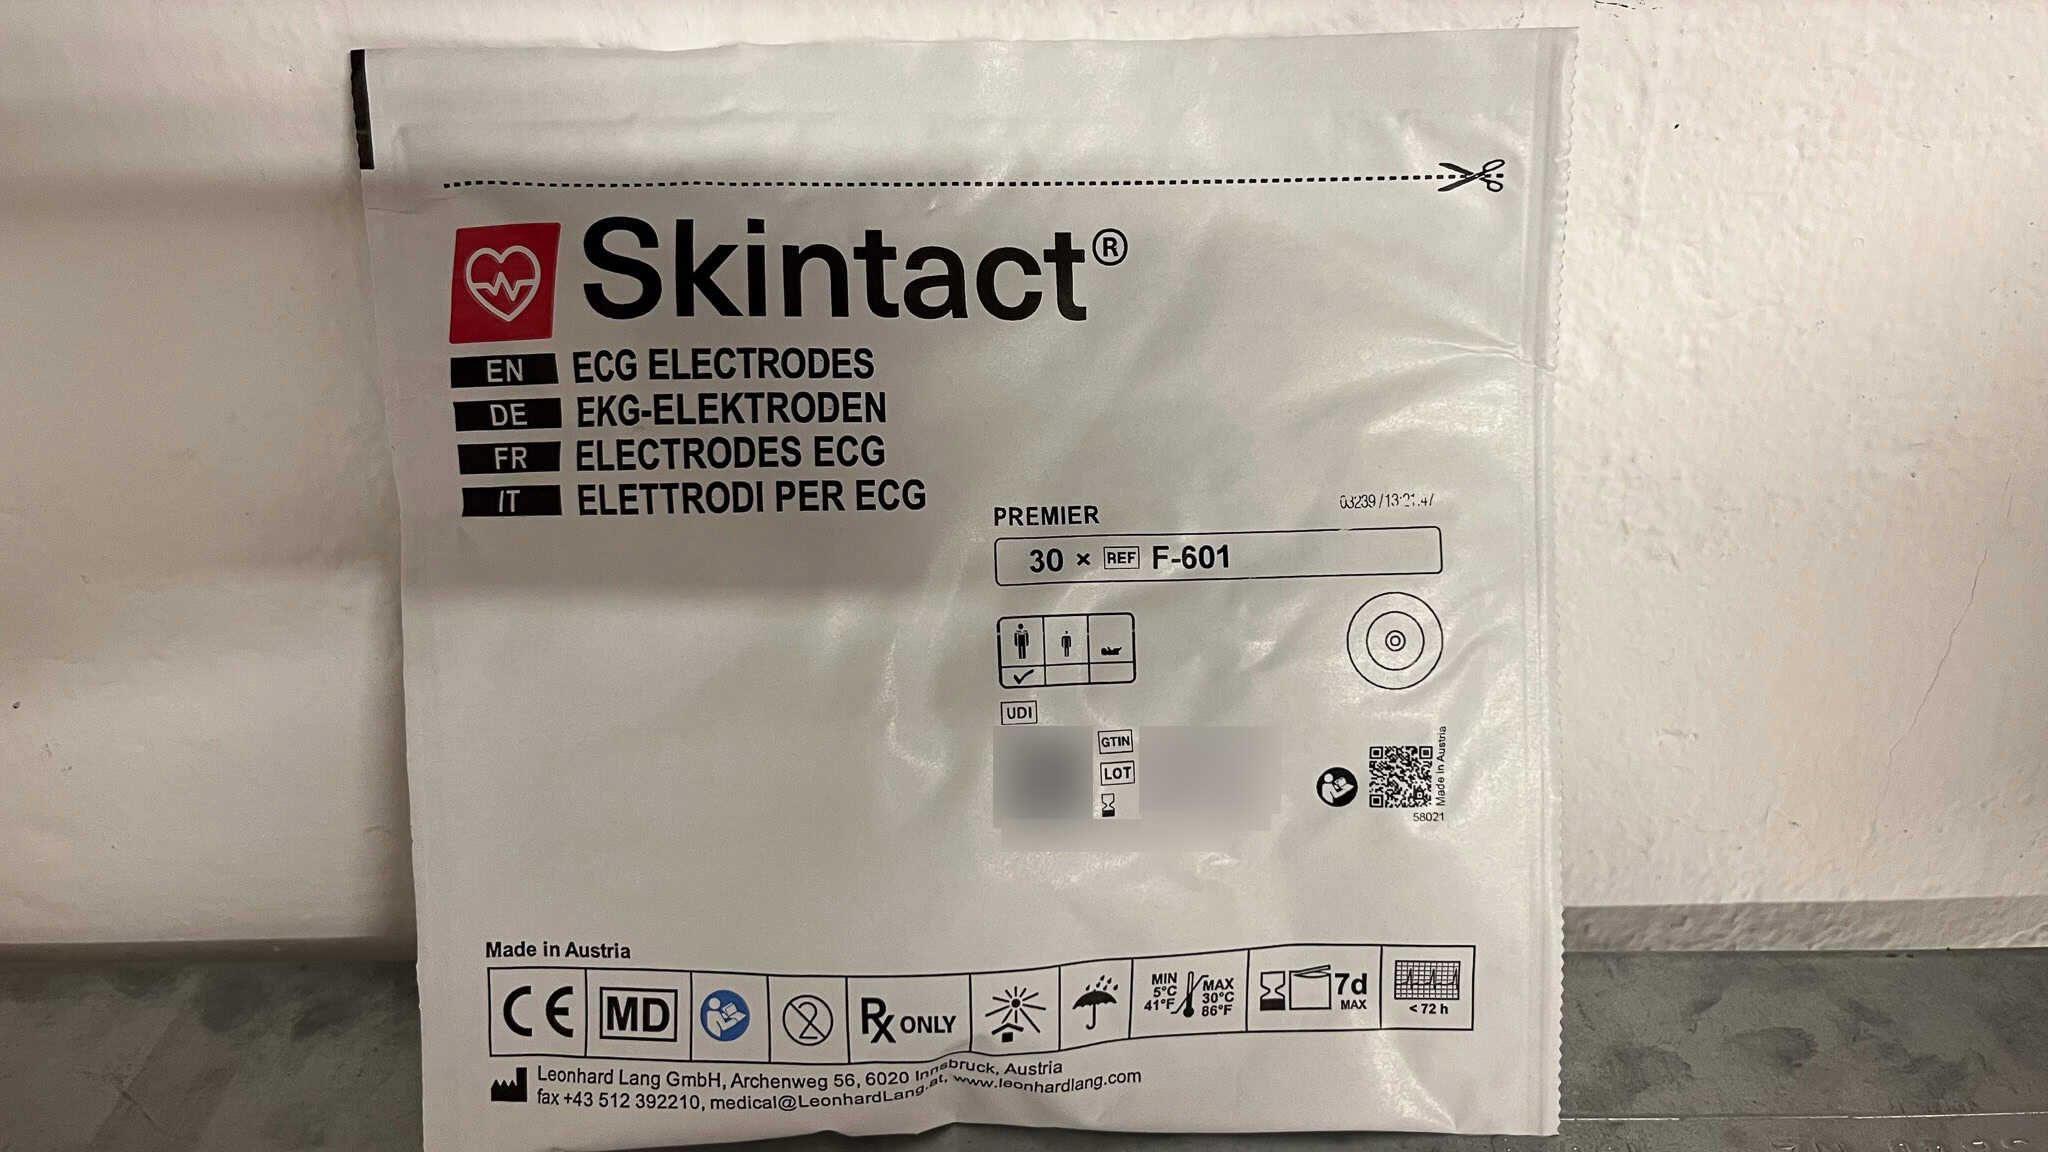 Skintact®
EN ECG ELECTRODES
DE EKG-ELEKTRODEN
FR ELECTRODES ECG
IT ELETTRODI PER ECG
PREMIER
30 × REF F-601
UDI
GTIN
LOT
Made in Austria
58021
Made in Austria
CE MD 2 Rx ONLY MIN 5°C 41°F MAX 30°C 86°F 7d MAX < 72 h
Leonhard Lang GmbH, Archenweg 56, 6020 Innsbruck, Austria
fax +43 512 392210, medical@LeonhardLang.at, www.leonhardlang.com